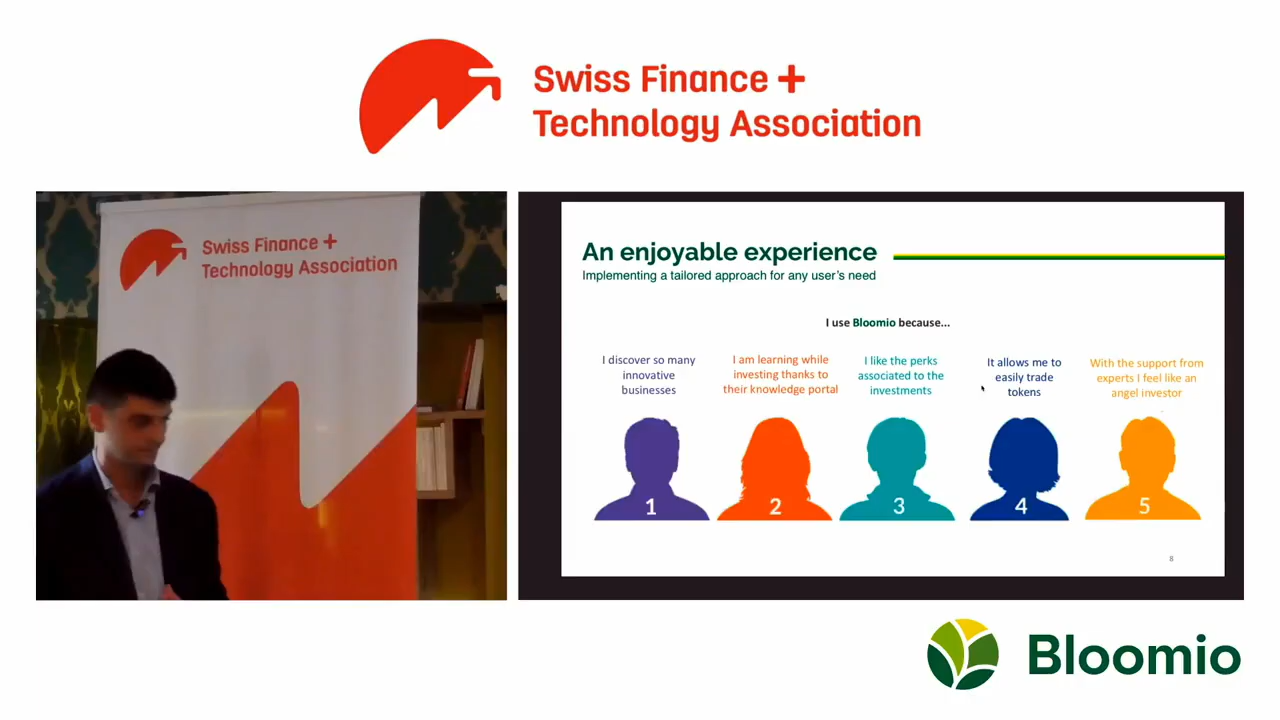 Swiss Finance +
Technology Association
Swiss Finance +
Technology Association
An enjoyable experience
Implementing a tailored approach for any user's need
I use Bloomio because...
I discover so many
innovative
businesses
I am learning while
investing thanks to
their knowledge portal
I like the perks
associated to the
investments
It allows me to
easily trade
tokens
With the support from
experts I feel like an
angel investor
1
2
3
4
5
8
Bloomio